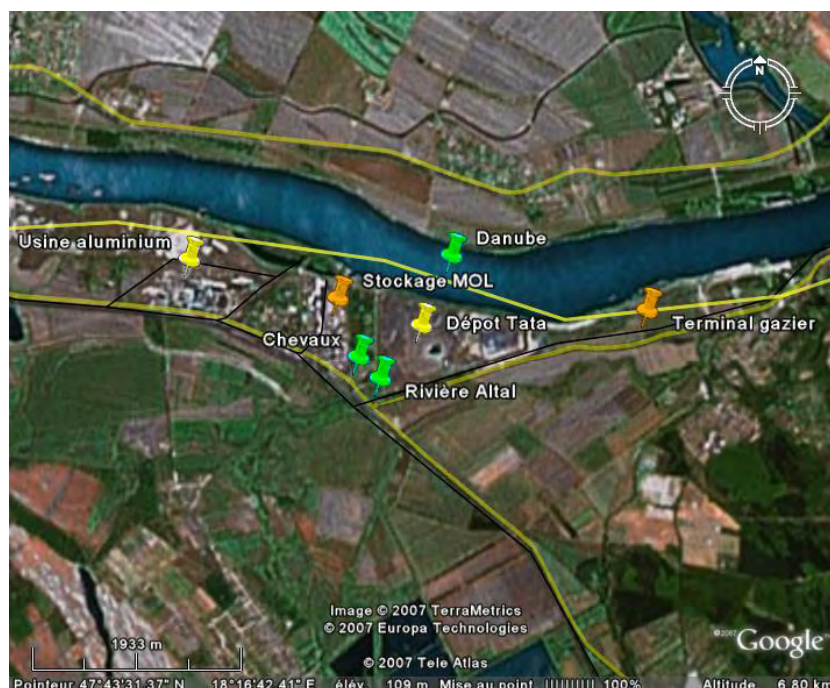 N
Usine aluminium
Danube
Stockage MOL
Dépot Tata
Terminal gazier
Chevaux
Rivière Altal
Image © 2007 TerraMetrics
© 2007 Europa Technologies
1933 m
©2007 Google
© 2007 Tele Atlas
Pointeur 47°43'31.37" N 18°16'42.41" E élév. 109 m Mise au point |||||||||| 100% Altitude 6.80 km